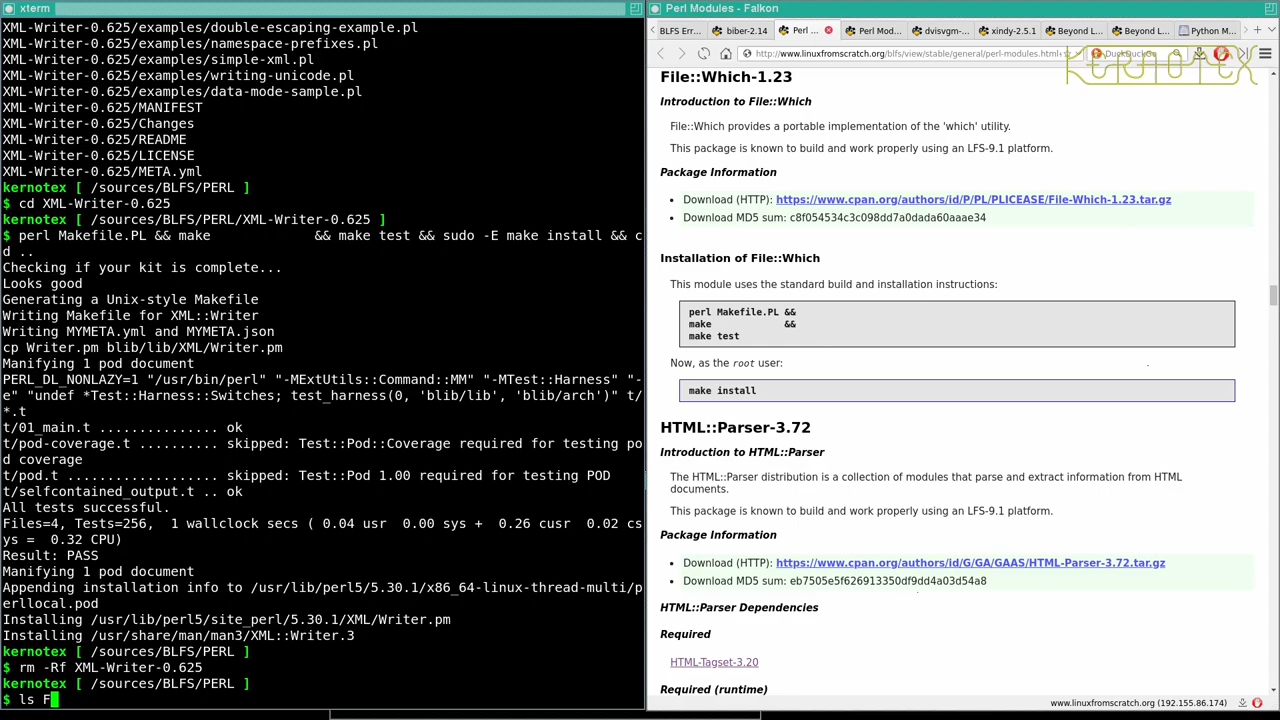 xterm
XML-Writer-0.625/examples/double-escaping-example.pl
XML-Writer-0.625/examples/namespace-prefixes.pl
XML-Writer-0.625/examples/simple-xml.pl
XML-Writer-0.625/examples/writing-unicode.pl
XML-Writer-0.625/examples/data-mode-sample.pl
XML-Writer-0.625/MANIFEST
XML-Writer-0.625/Changes
XML-Writer-0.625/README
XML-Writer-0.625/LICENSE
XML-Writer-0.625/META.yml
kernotex [ /sources/BLFS/PERL ]
$ cd XML-Writer-0.625
kernotex [ /sources/BLFS/PERL/XML-Writer-0.625 ]
$ perl Makefile.PL && make             && make test && sudo -E make install && c
d ..
Checking if your kit is complete...
Looks good
Generating a Unix-style Makefile
Writing Makefile for XML::Writer
Writing MYMETA.yml and MYMETA.json
cp Writer.pm blib/lib/XML/Writer.pm
Manifying 1 pod document
PERL_DL_NONLAZY=1 "/usr/bin/perl" "-MExtUtils::Command::MM" "-MTest::Harness" "-
e" "undef *Test::Harness::Switches; test_harness(0, 'blib/lib', 'blib/arch')" t/
*.t
t/01_main.t ............... ok
t/pod-coverage.t .......... skipped: Test::Pod::Coverage required for testing po
d coverage
t/pod.t ................... skipped: Test::Pod 1.00 required for testing POD
t/selfcontained_output.t .. ok
All tests successful.
Files=4, Tests=256,  1 wallclock secs ( 0.04 usr  0.00 sys +  0.26 cusr  0.02 cs
ys =  0.32 CPU)
Result: PASS
Manifying 1 pod document
Appending installation info to /usr/lib/perl5/5.30.1/x86_64-linux-thread-multi/p
erllocal.pod
Installing /usr/lib/perl5/site_perl/5.30.1/XML/Writer.pm
Installing /usr/share/man/man3/XML::Writer.3
kernotex [ /sources/BLFS/PERL ]
$ rm -Rf XML-Writer-0.625
kernotex [ /sources/BLFS/PERL ]
$ ls F
Perl Modules - Falkon
BLFS Err... biber-2.14 Perl ... Perl Mod... dvisvgm-... xindy-2.5.1 Beyond L... Beyond L... Python M...
http://www.linuxfromscratch.org/blfs/view/stable/general/perl-modules.html DuckDuckGo
KERNOTEX
File::Which-1.23
Introduction to File::Which
File::Which provides a portable implementation of the 'which' utility.
This package is known to build and work properly using an LFS-9.1 platform.
Package Information
• Download (HTTP): https://www.cpan.org/authors/id/P/PL/PLICEASE/File-Which-1.23.tar.gz
• Download MD5 sum: c8f054534c3c098dd7a0dada60aaae34
Installation of File::Which
This module uses the standard build and installation instructions:
perl Makefile.PL &&
make             &&
make test
Now, as the root user:
make install
HTML::Parser-3.72
Introduction to HTML::Parser
The HTML::Parser distribution is a collection of modules that parse and extract information from HTML
documents.
This package is known to build and work properly using an LFS-9.1 platform.
Package Information
• Download (HTTP): https://www.cpan.org/authors/id/G/GA/GAAS/HTML-Parser-3.72.tar.gz
• Download MD5 sum: eb7505e5f626913350df9dd4a03d54a8
HTML::Parser Dependencies
Required
HTML-Tagset-3.20
Required (runtime)
www.linuxfromscratch.org (192.155.86.174)